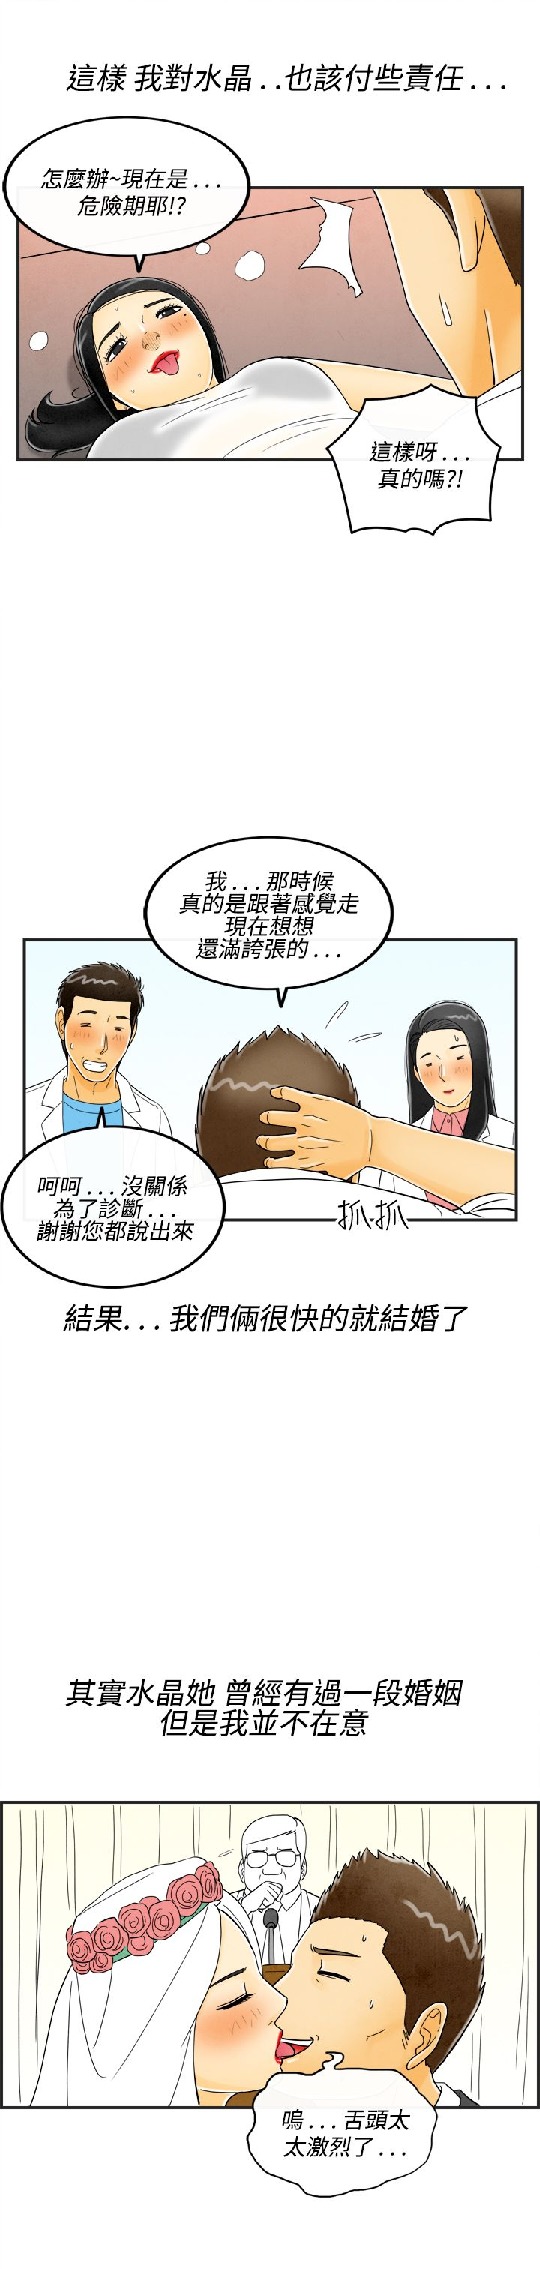 這樣 我對水晶 . . 也該付些責任 . . .
怎麼辦~現在是 . . .
危險期耶!?
這樣呀 . . .
真的嗎?!
我 . . . 那時候
真的是跟著感覺走
現在想想
還滿誇張的 . . .
呵呵 . . . 沒關係
為了診斷 . . .
謝謝您都說出來
抓.抓
結果. . . 我們倆很快的就結婚了
其實水晶她 曾經有過一段婚姻
但是我並不在意
嗚 . . . 舌頭太
太激烈了 . . .